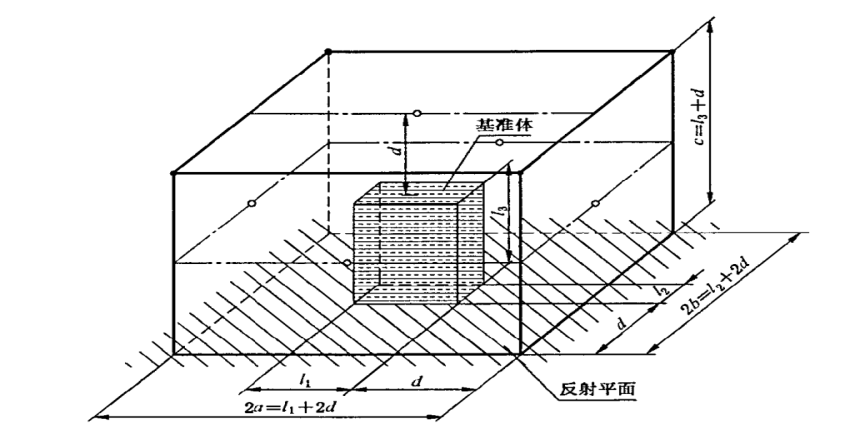 基准体
d
c=l₃+d
l₃
l₂
d
2b=l₂+2d
l₁
d
2a=l₁+2d
反射平面